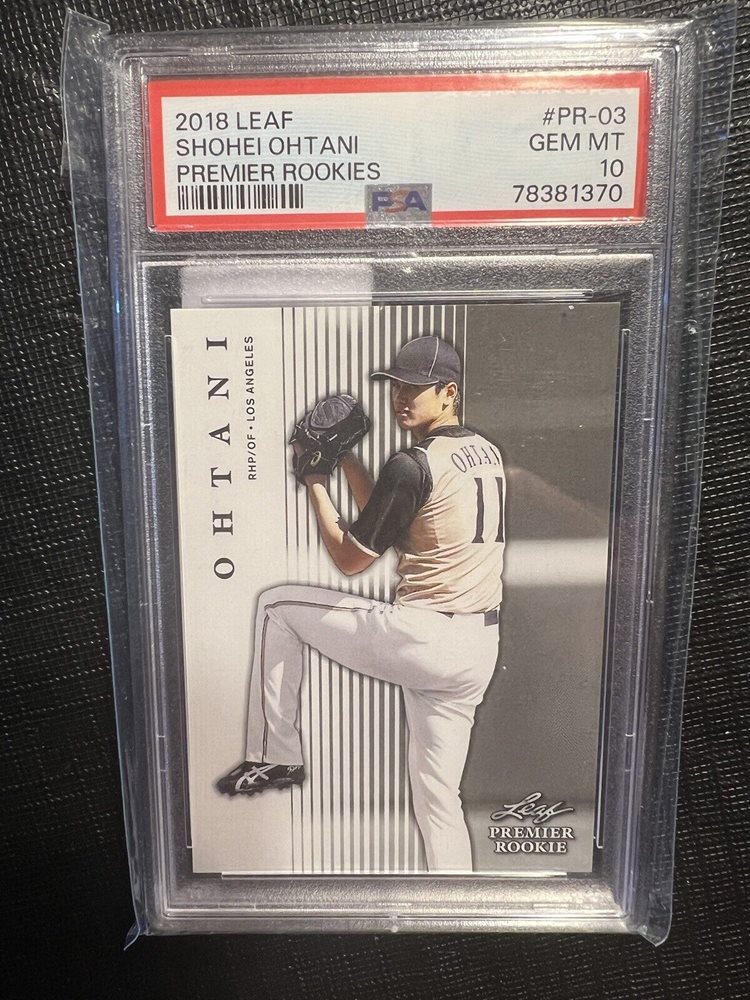 2018 LEAF #PR-03
SHOHEI OHTANI GEM MT
PREMIER ROOKIES 10
PSA 78381370
OHTANI
RHP/OF • LOS ANGELES
OHTAN
11
Leaf
PREMIER
ROOKIE